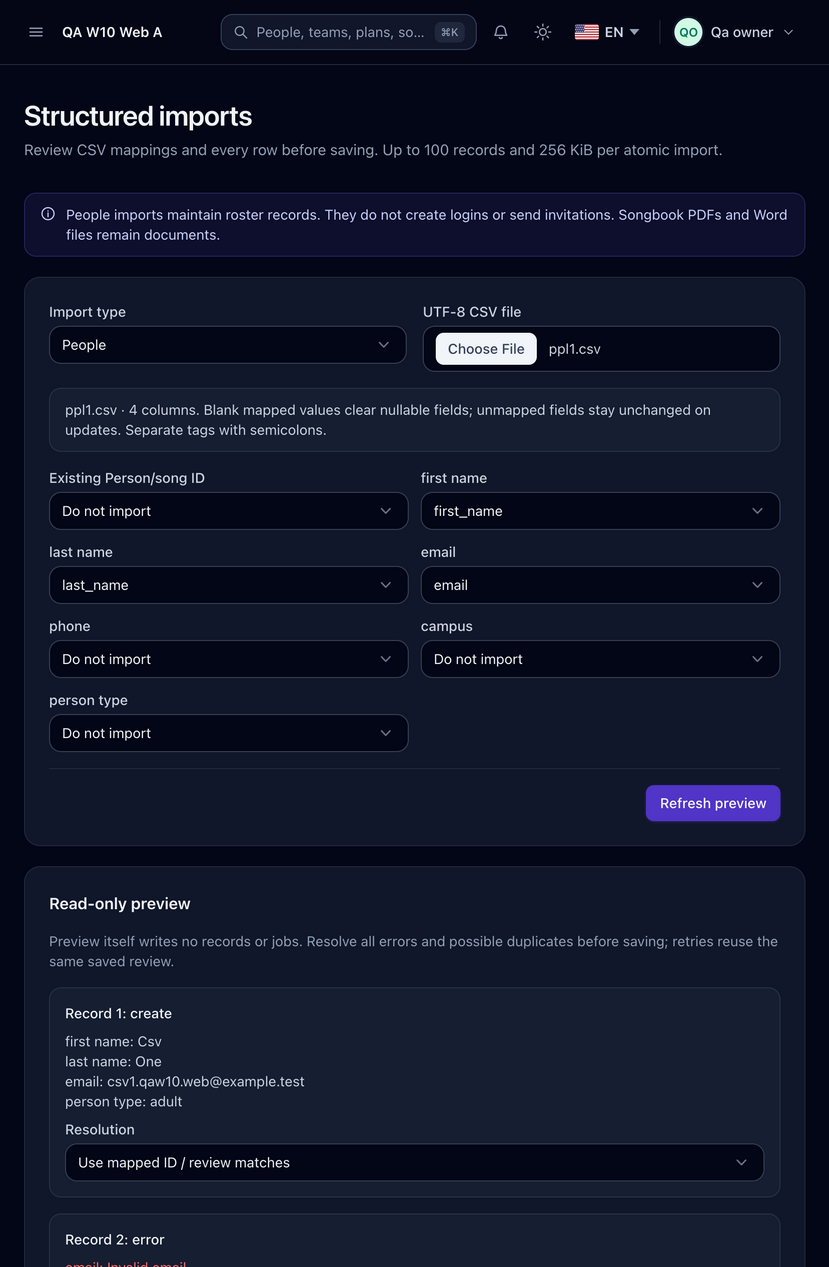 QA W10 Web A
People, teams, plans, so... ⌘K
EN
QO Qa owner
Structured imports
Review CSV mappings and every row before saving. Up to 100 records and 256 KiB per atomic import.
People imports maintain roster records. They do not create logins or send invitations. Songbook PDFs and Word
files remain documents.
Import type
UTF-8 CSV file
People
Choose File ppl1.csv
ppl1.csv · 4 columns. Blank mapped values clear nullable fields; unmapped fields stay unchanged on
updates. Separate tags with semicolons.
Existing Person/song ID
first name
Do not import
first_name
last name
email
last_name
email
phone
campus
Do not import
Do not import
person type
Do not import
Refresh preview
Read-only preview
Preview itself writes no records or jobs. Resolve all errors and possible duplicates before saving; retries reuse the
same saved review.
Record 1: create
first name: Csv
last name: One
email: csv1.qaw10.web@example.test
person type: adult
Resolution
Use mapped ID / review matches
Record 2: error
email: Invalid email